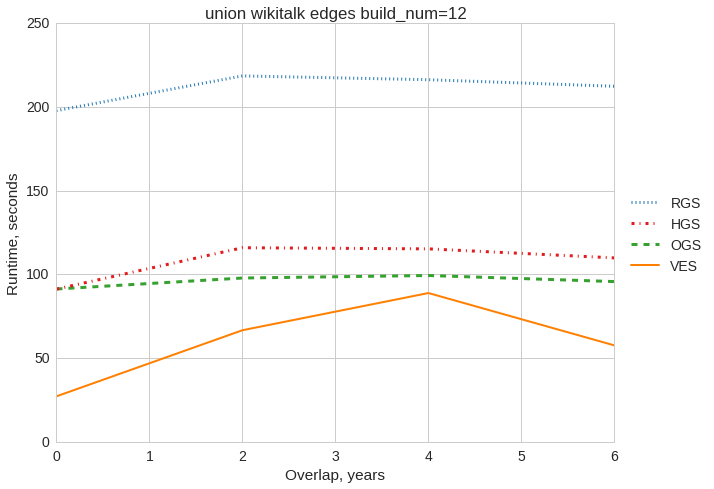 union wikitalk edges build_num=12
250
200
150
100
50
0
Runtime, seconds
0 1 2 3 4 5 6
Overlap, years
RGS
HGS
OGS
VES